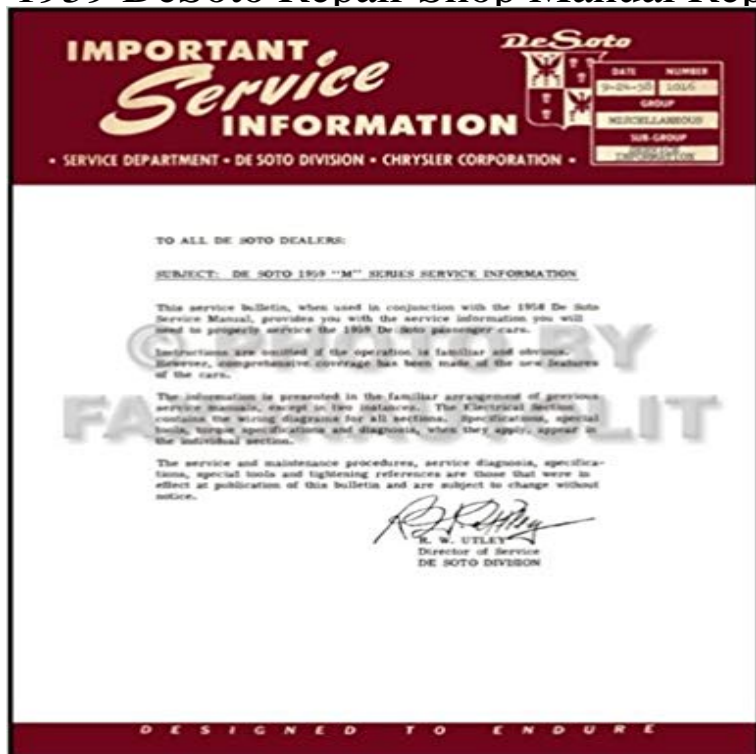 1959 DeSoto Repair Shop Manual Rep
IMPORTANT
Service
INFORMATION
DeSoto
DATE NUMBER
9-24-58 1016
GROUP
MISCELLANEOUS
SUB-GROUP
SERVICE
INFORMATION
• SERVICE DEPARTMENT • DE SOTO DIVISION • CHRYSLER CORPORATION •
TO ALL DE SOTO DEALERS:
SUBJECT: DE SOTO 1959 "M" SERIES SERVICE INFORMATION
This service bulletin, when used in conjunction with the 1958 De Soto
Service Manual, provides you with the service information you will
need to properly service the 1959 De Soto passenger cars.
Instructions are omitted if the operation is familiar and obvious.
However, comprehensive coverage has been made of the new features
of the cars.
The information is presented in the familiar arrangement of previous
service manuals, except in two instances. The Electrical Section
contains the wiring diagrams for all sections. Specifications, special
tools, torque specifications and diagnosis, when they apply, appear in
the individual section.
The service and maintenance procedures, service diagnosis, specifica-
tions, special tools and tightening references are those that were in
effect at publication of this bulletin and are subject to change without
notice.
R. W. Utley
R. W. UTLEY
Director of Service
DE SOTO DIVISION
© PHOTO BY
DESIGNED TO ENDURE